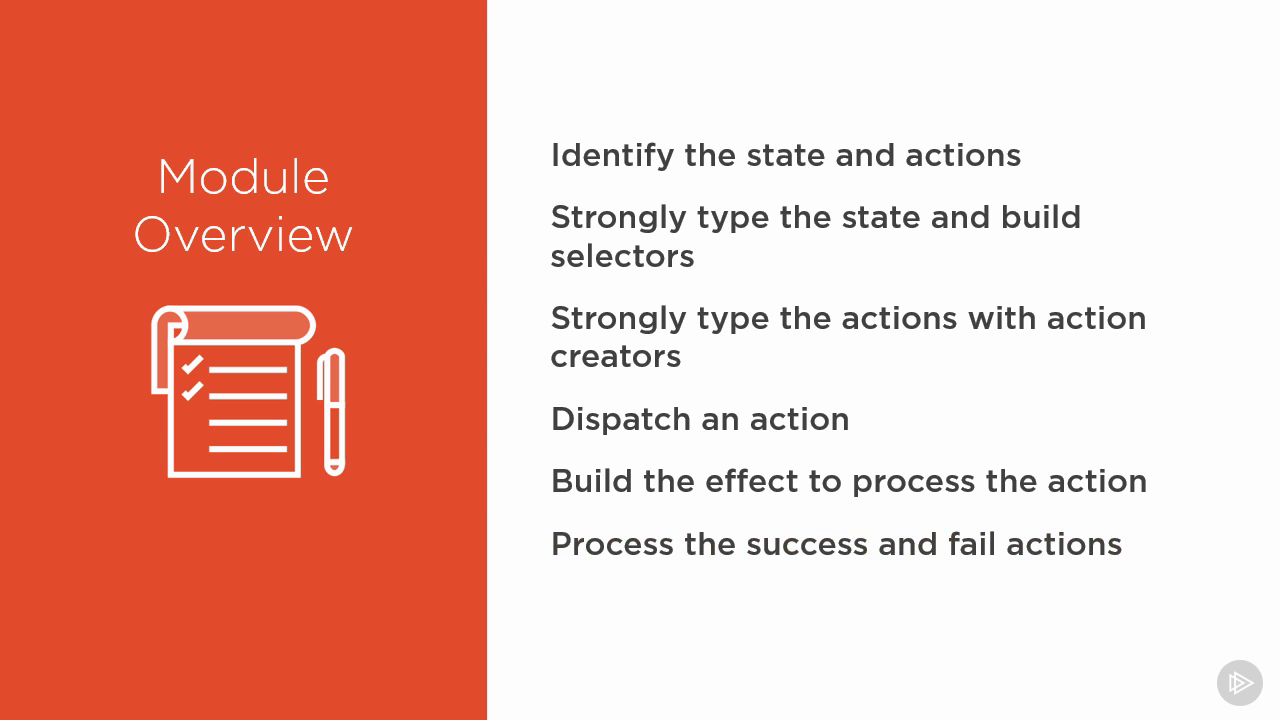 Module
Overview
Identify the state and actions
Strongly type the state and build
selectors
Strongly type the actions with action
creators
Dispatch an action
Build the effect to process the action
Process the success and fail actions